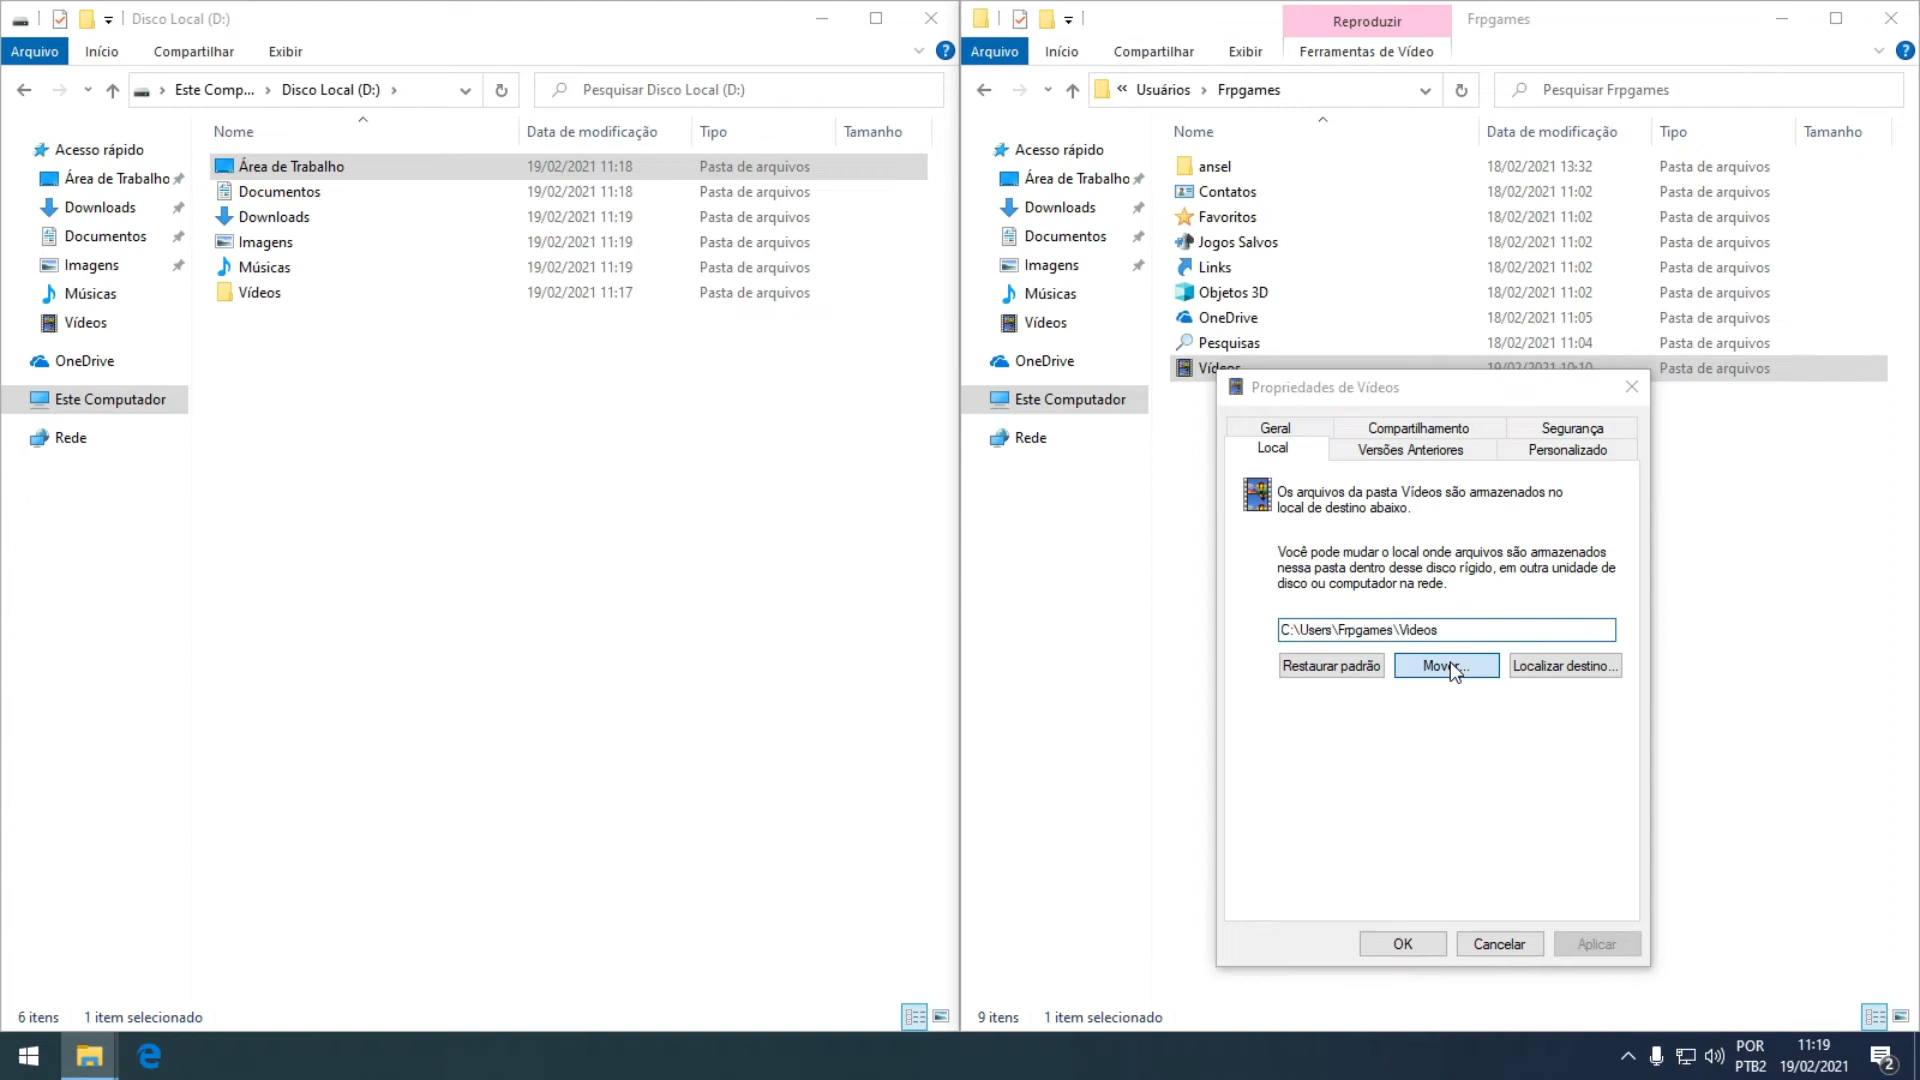 Disco Local (D:)
Arquivo Início Compartilhar Exibir
Este Comp... Disco Local (D:)
Pesquisar Disco Local (D:)
Acesso rápido
Área de Trabalho
Downloads
Documentos
Imagens
Músicas
Vídeos
OneDrive
Este Computador
Rede
Nome Data de modificação Tipo Tamanho
Área de Trabalho 19/02/2021 11:18 Pasta de arquivos
Documentos 19/02/2021 11:18 Pasta de arquivos
Downloads 19/02/2021 11:19 Pasta de arquivos
Imagens 19/02/2021 11:19 Pasta de arquivos
Músicas 19/02/2021 11:19 Pasta de arquivos
Vídeos 19/02/2021 11:17 Pasta de arquivos
6 itens 1 item selecionado
Reproduzir Frpgames
Arquivo Início Compartilhar Exibir Ferramentas de Vídeo
« Usuários Frpgames
Pesquisar Frpgames
Acesso rápido
Área de Trabalho
Downloads
Documentos
Imagens
Músicas
Vídeos
OneDrive
Este Computador
Rede
Nome Data de modificação Tipo Tamanho
ansel 18/02/2021 13:32 Pasta de arquivos
Contatos 18/02/2021 11:02 Pasta de arquivos
Favoritos 18/02/2021 11:02 Pasta de arquivos
Jogos Salvos 18/02/2021 11:02 Pasta de arquivos
Links 18/02/2021 11:02 Pasta de arquivos
Objetos 3D 18/02/2021 11:02 Pasta de arquivos
OneDrive 18/02/2021 11:05 Pasta de arquivos
Pesquisas 18/02/2021 11:04 Pasta de arquivos
Vídeos 19/02/2021 10:10 Pasta de arquivos
Propriedades de Vídeos
Geral Compartilhamento Segurança
Local Versões Anteriores Personalizado
Os arquivos da pasta Vídeos são armazenados no
local de destino abaixo.
Você pode mudar o local onde arquivos são armazenados
nessa pasta dentro desse disco rígido, em outra unidade de
disco ou computador na rede.
C:\Users\Frpgames\Videos
Restaurar padrão Mover... Localizar destino...
OK Cancelar Aplicar
9 itens 1 item selecionado
POR
PTB2
11:19
19/02/2021
2